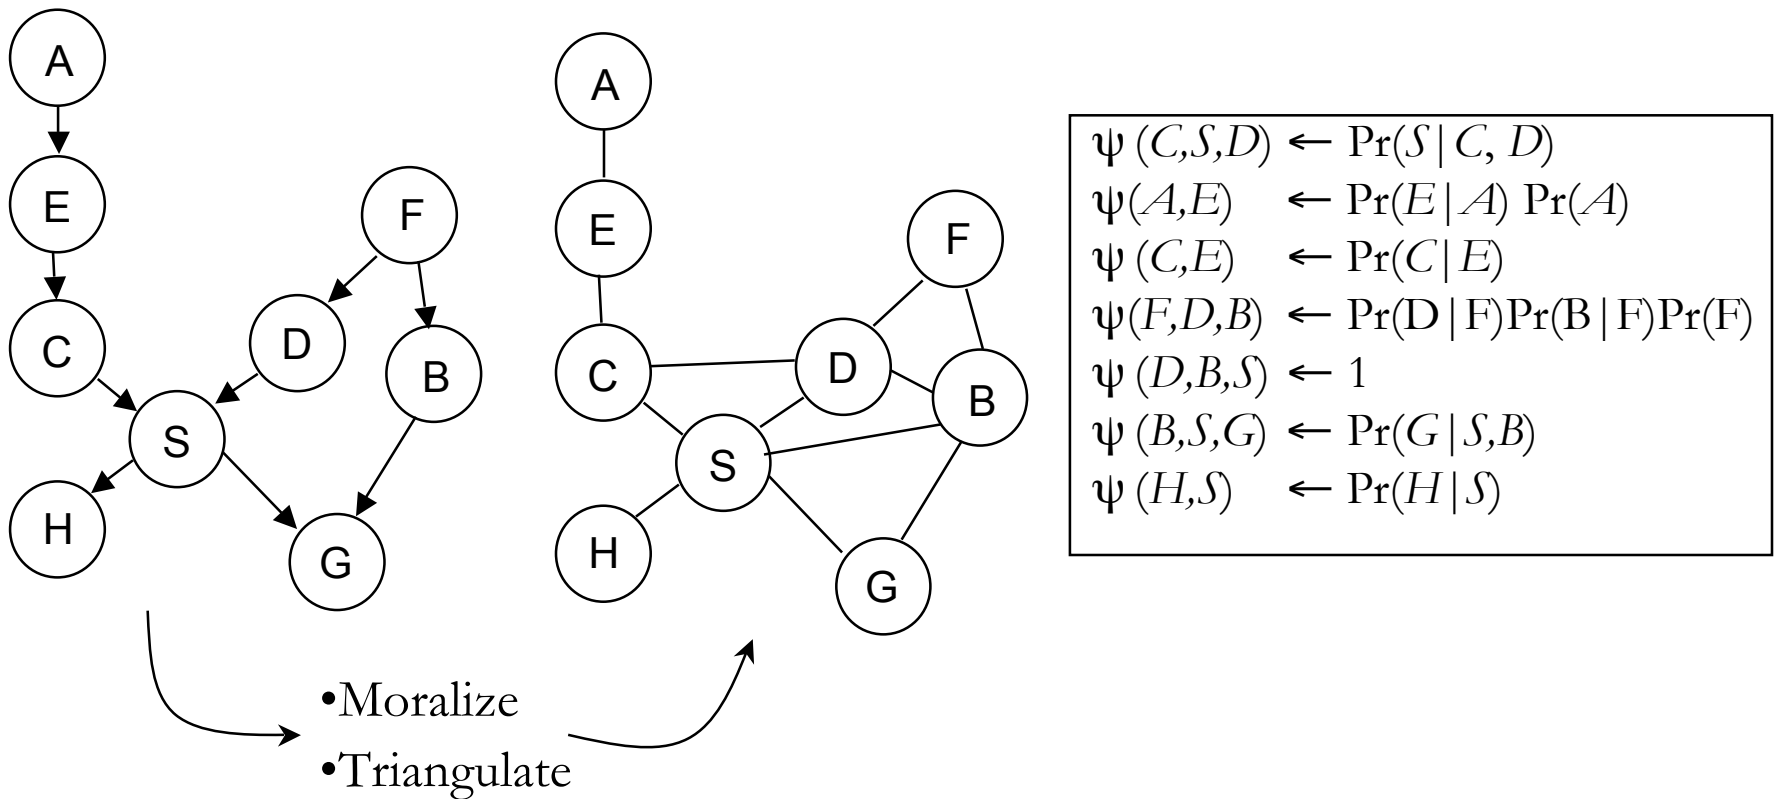 A
E
C
S
H
F
D
B
G
A
E
C
S
H
F
D
B
G
ψ (C,S,D) ← Pr(S|C, D)
ψ(A,E) ← Pr(E|A) Pr(A)
ψ (C,E) ← Pr(C|E)
ψ(F,D,B) ← Pr(D|F)Pr(B|F)Pr(F)
ψ (D,B,S) ← 1
ψ (B,S,G) ← Pr(G|S,B)
ψ (H,S) ← Pr(H|S)
•Moralize
•Triangulate